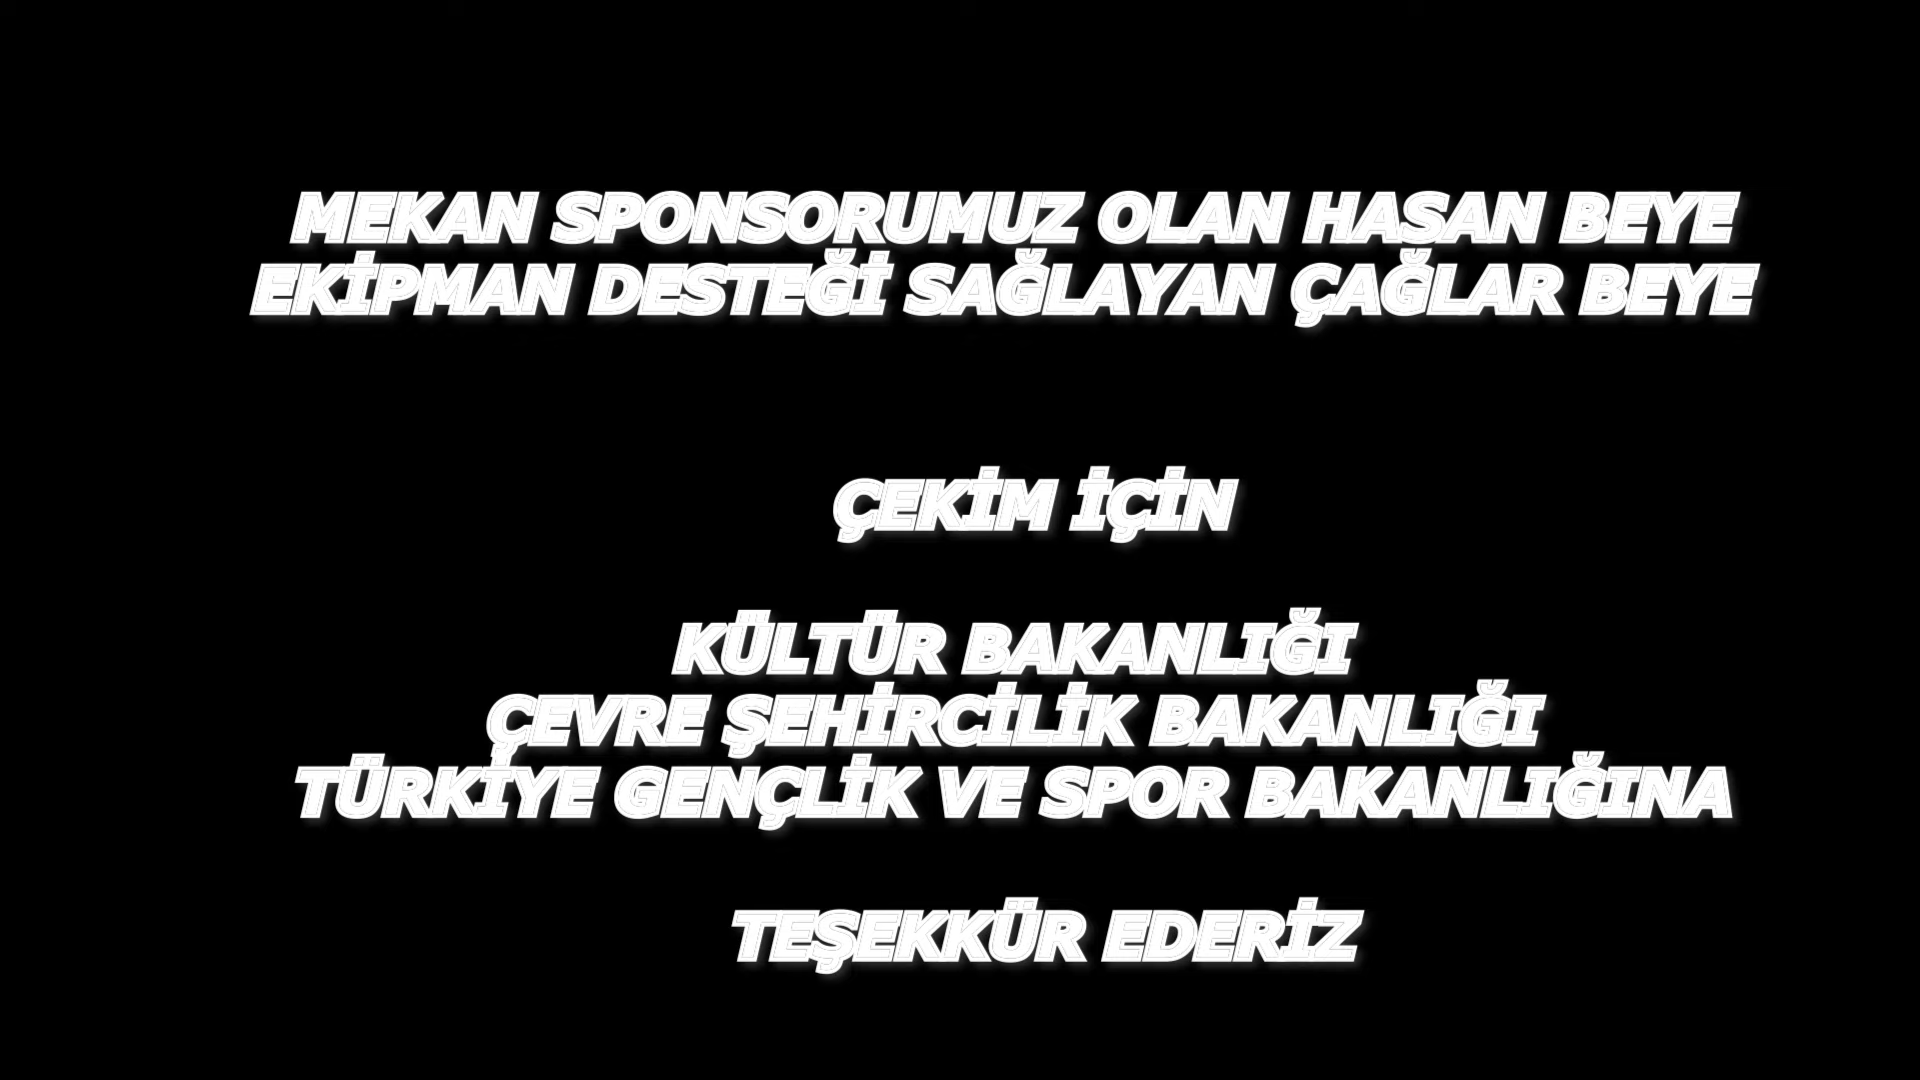 MEKAN SPONSORUMUZ OLAN HASAN BEYE
EKİPMAN DESTEĞİ SAĞLAYAN ÇAĞLAR BEYE
ÇEKİM İÇİN
KÜLTÜR BAKANLIĞI
ÇEVRE ŞEHİRCİLİK BAKANLIĞI
TÜRKİYE GENÇLİK VE SPOR BAKANLIĞINA
TEŞEKKÜR EDERİZ